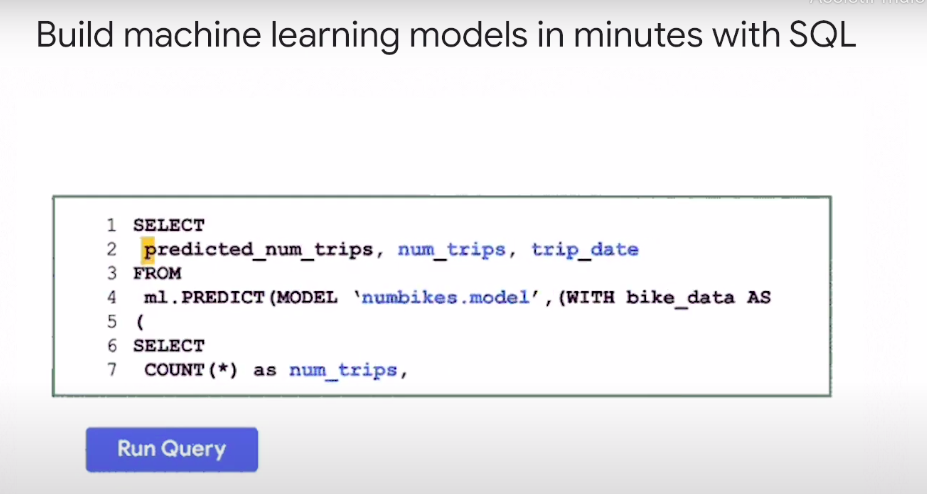 Build machine learning models in minutes with SQL
1 SELECT
2 predicted_num_trips, num_trips, trip_date
3 FROM
4 ml.PREDICT(MODEL `numbikes.model’,(WITH bike_data AS
5 (
6 SELECT
7 COUNT(*) as num_trips,
Run Query